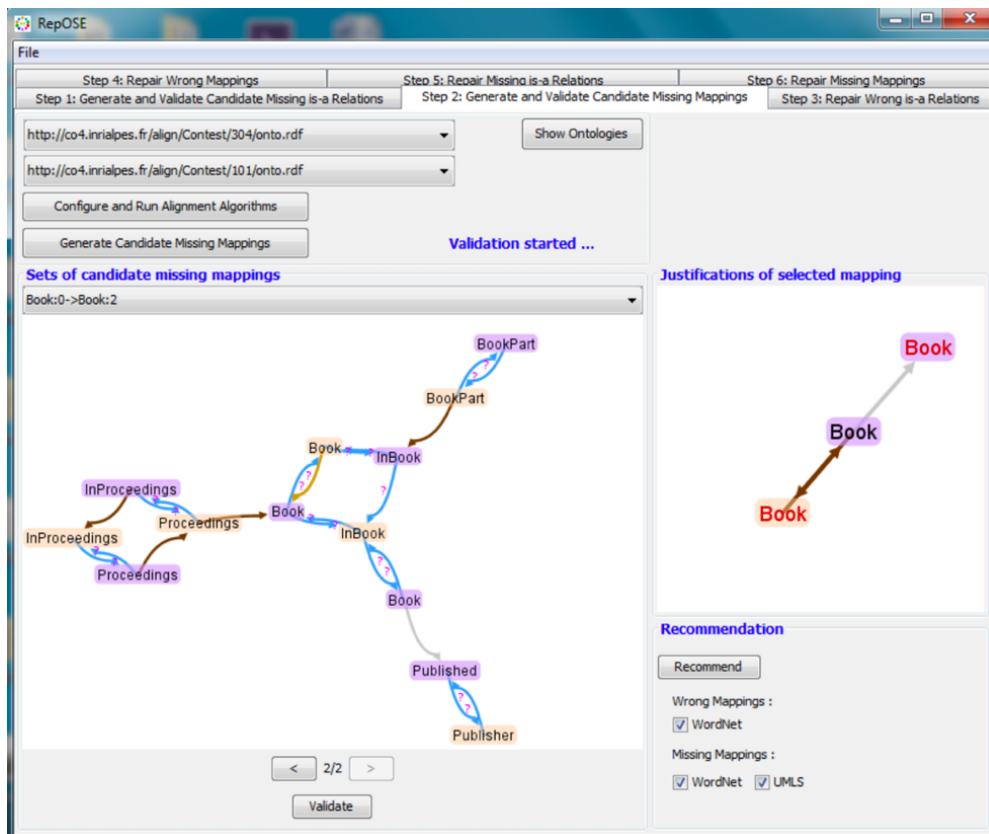 RepOSE
File
Step 4: Repair Wrong Mappings
Step 5: Repair Missing is-a Relations
Step 6: Repair Missing Mappings
Step 1: Generate and Validate Candidate Missing is-a Relations
Step 2: Generate and Validate Candidate Missing Mappings
Step 3: Repair Wrong is-a Relations
http://co4.inrialpes.fr/align/Contest/304/onto.rdf
Show Ontologies
http://co4.inrialpes.fr/align/Contest/101/onto.rdf
Configure and Run Alignment Algorithms
Generate Candidate Missing Mappings
Validation started ...
Sets of candidate missing mappings
Book:0->Book:2
BookPart
?
?
BookPart
Book
? ?
InBook
?
?
?
InProceedings
? ?
Book
? ?
Proceedings
InBook
InProceedings
? ?
Proceedings
?
?
Book
Published
?
?
Publisher
< 2/2 >
Validate
Justifications of selected mapping
Book
Book
Book
Recommendation
Recommend
Wrong Mappings :
WordNet
Missing Mappings :
WordNet
UMLS